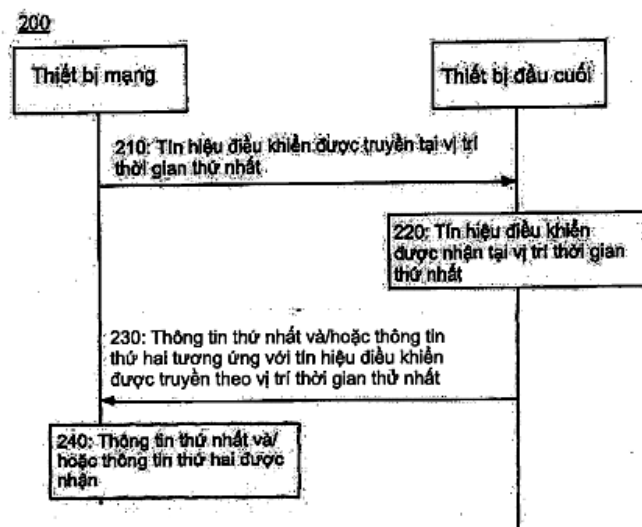 200
Thiết bị mạng
Thiết bị đầu cuối
210: Tín hiệu điều khiển được truyền tại vị trí
thời gian thứ nhất
220: Tín hiệu điều khiển
được nhận tại vị trí thời gian
thứ nhất
230: Thông tin thứ nhất và/hoặc thông tin
thứ hai tương ứng với tín hiệu điều khiển
được truyền theo vị trí thời gian thứ nhất
240: Thông tin thứ nhất và/
hoặc thông tin thứ hai được
nhận